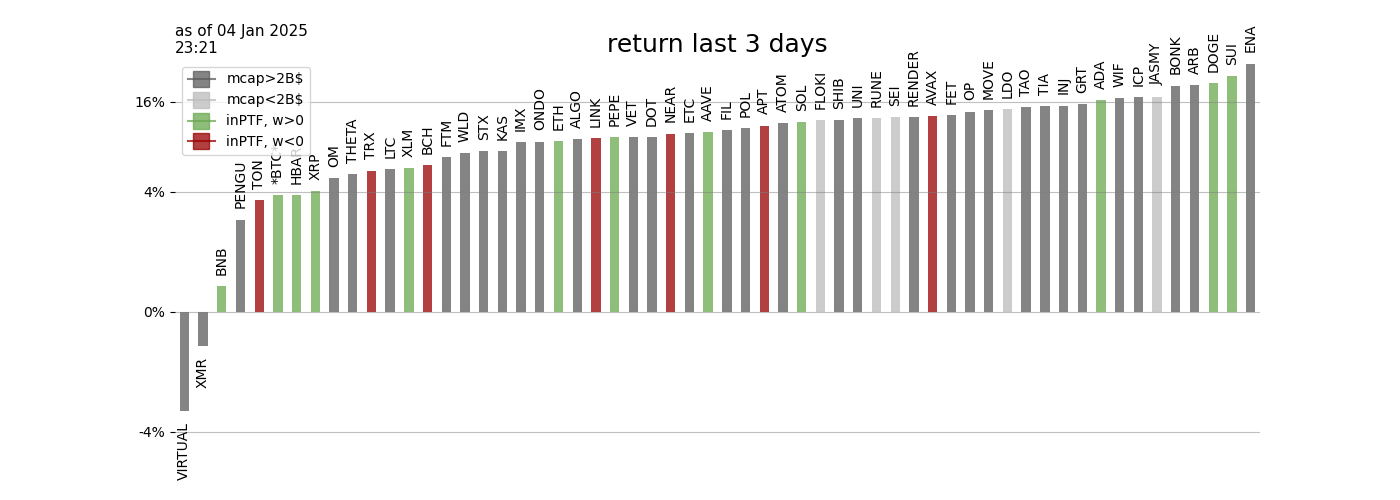 as of 04 Jan 2025
23:21
return last 3 days
mcap>2B$
mcap<2B$
inPTF, w>0
inPTF, w<0
16%
4%
0%
-4%
VIRTUAL
XMR
BNB
PENGU
TON
*BTC*
HBAR
XRP
OM
THETA
TRX
LTC
XLM
BCH
FTM
WLD
STX
KAS
IMX
ONDO
ETH
ALGO
LINK
PEPE
VET
DOT
NEAR
ETC
AAVE
FIL
POL
APT
ATOM
SOL
FLOKI
SHIB
UNI
RUNE
SEI
RENDER
AVAX
FET
OP
MOVE
LDO
TAO
TIA
INJ
GRT
ADA
WIF
ICP
JASMY
BONK
ARB
DOGE
SUI
ENA